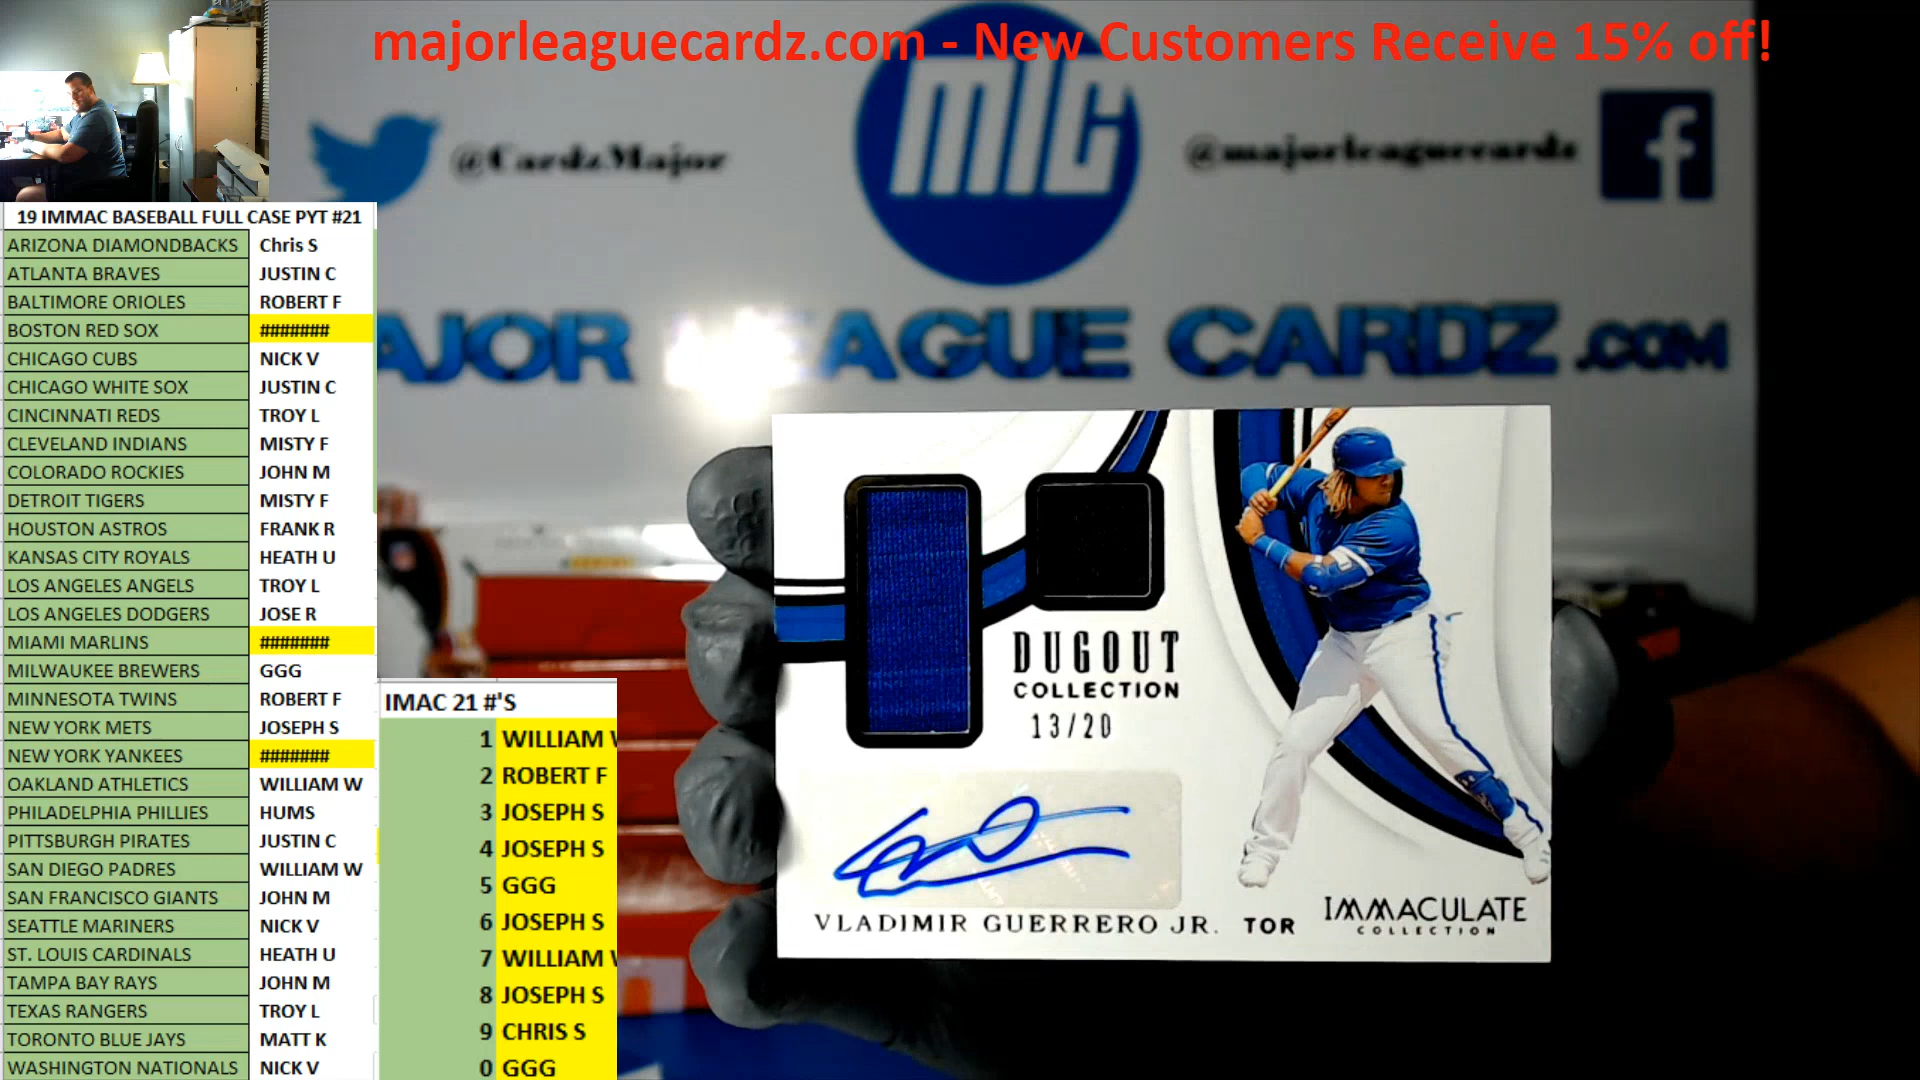 majorleaguecardz.com - New Customers Receive 15% off!
@CardzMajor
MLC
@majorleaguecardz
f
MAJOR LEAGUE CARDZ.COM
19 IMMAC BASEBALL FULL CASE PYT #21
ARIZONA DIAMONDBACKS Chris S
ATLANTA BRAVES JUSTIN C
BALTIMORE ORIOLES ROBERT F
BOSTON RED SOX #######
CHICAGO CUBS NICK V
CHICAGO WHITE SOX JUSTIN C
CINCINNATI REDS TROY L
CLEVELAND INDIANS MISTY F
COLORADO ROCKIES JOHN M
DETROIT TIGERS MISTY F
HOUSTON ASTROS FRANK R
KANSAS CITY ROYALS HEATH U
LOS ANGELES ANGELS TROY L
LOS ANGELES DODGERS JOSE R
MIAMI MARLINS #######
MILWAUKEE BREWERS GGG
MINNESOTA TWINS ROBERT F
NEW YORK METS JOSEPH S
NEW YORK YANKEES #######
OAKLAND ATHLETICS WILLIAM W
PHILADELPHIA PHILLIES HUMS
PITTSBURGH PIRATES JUSTIN C
SAN DIEGO PADRES WILLIAM W
SAN FRANCISCO GIANTS JOHN M
SEATTLE MARINERS NICK V
ST. LOUIS CARDINALS HEATH U
TAMPA BAY RAYS JOHN M
TEXAS RANGERS TROY L
TORONTO BLUE JAYS MATT K
WASHINGTON NATIONALS NICK V
IMAC 21 #'S
1 WILLIAM W
2 ROBERT F
3 JOSEPH S
4 JOSEPH S
5 GGG
6 JOSEPH S
7 WILLIAM W
8 JOSEPH S
9 CHRIS S
0 GGG
DUGOUT
COLLECTION
13/20
VLADIMIR GUERRERO JR. TOR
IMMACULATE
COLLECTION